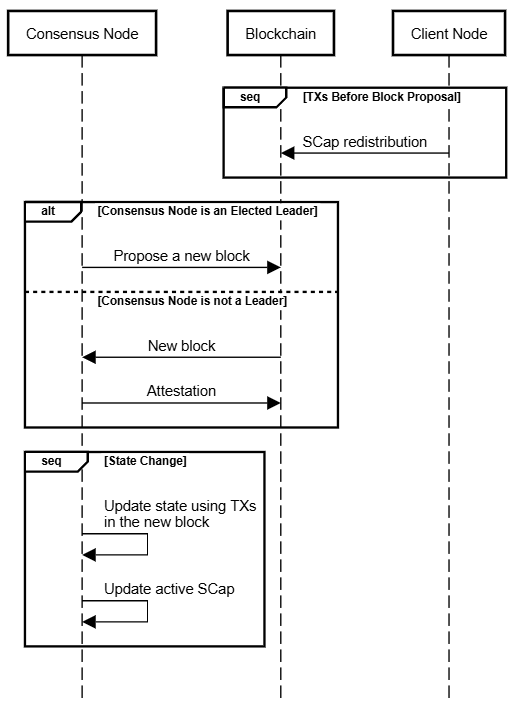 Consensus Node
Blockchain
Client Node
seq
[TXs Before Block Proposal]
SCap redistribution
alt
[Consensus Node is an Elected Leader]
Propose a new block
[Consensus Node is not a Leader]
New block
Attestation
seq
[State Change]
Update state using TXs
in the new block
Update active SCap